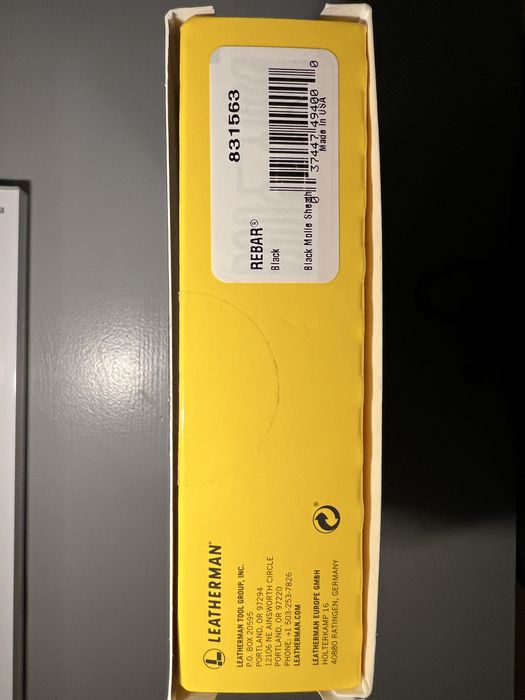 LEATHERMAN®
LEATHERMAN TOOL GROUP, INC.
P.O. BOX 20595
PORTLAND, OR 97294
12106 NE AINSWORTH CIRCLE
PORTLAND, OR 97220
PHONE: +1 503-253-7826
LEATHERMAN.COM
LEATHERMAN EUROPE GMBH
HOLTERKAMP 16
40880 RATINGEN, GERMANY
®
831563
REBAR®
Black
Black Molle Sheath
0 37447 49400 0
Made in USA